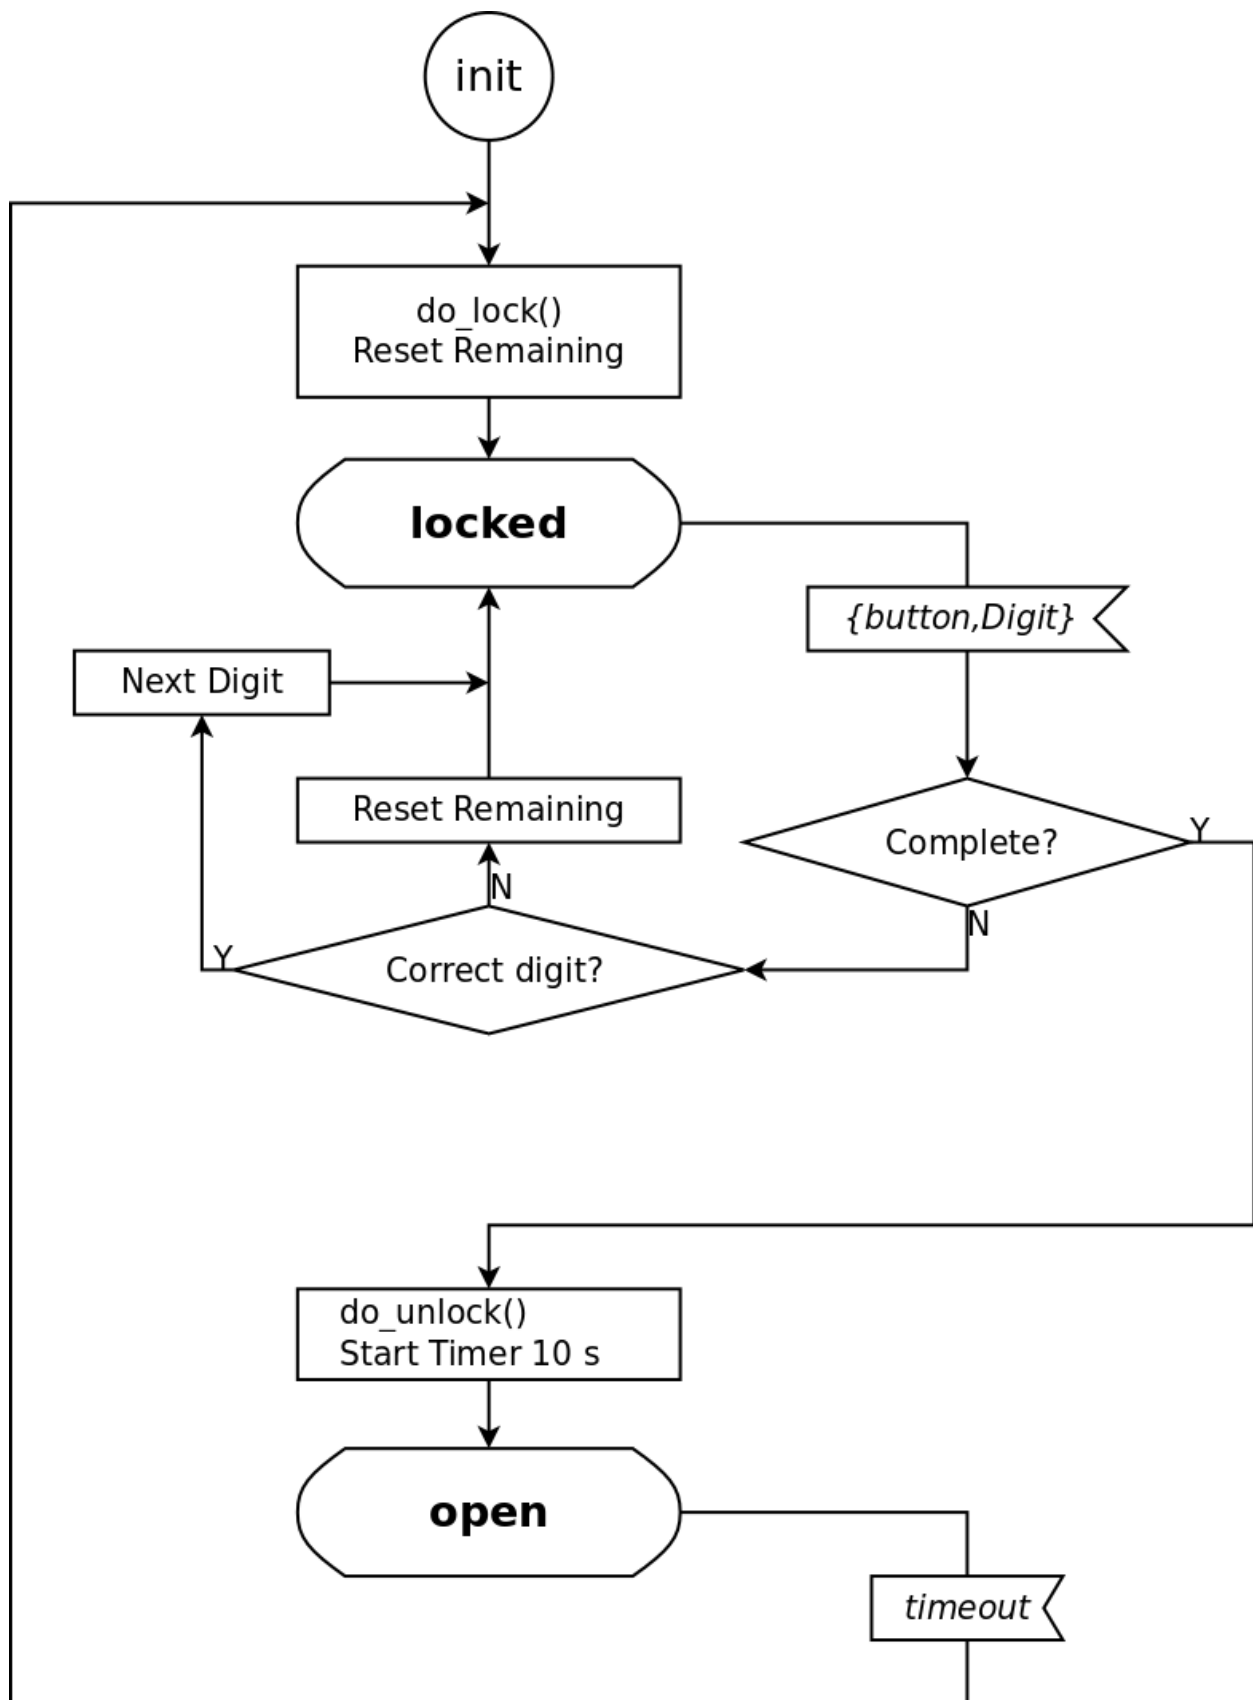 init
do_lock()
Reset Remaining
locked
{button,Digit}
Next Digit
Reset Remaining
Complete?
Y
N
N
Correct digit?
Y
do_unlock()
Start Timer 10 s
open
timeout